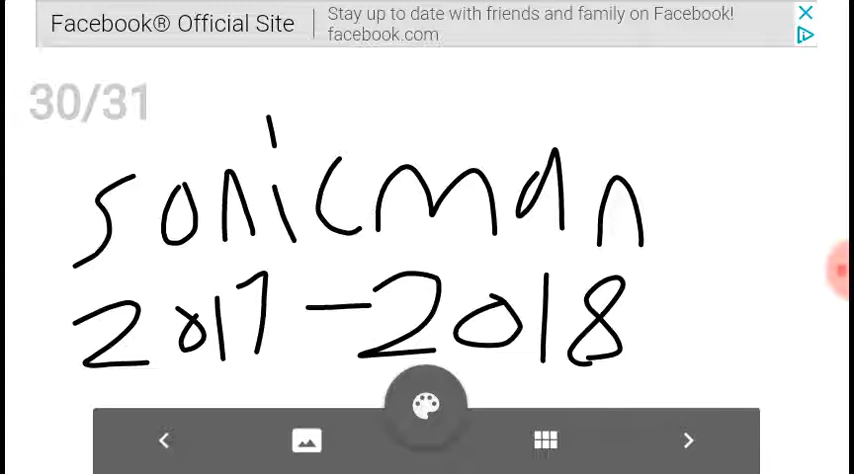 Facebook® Official Site
Stay up to date with friends and family on Facebook!
facebook.com
30/31
sonicman
2017-2018